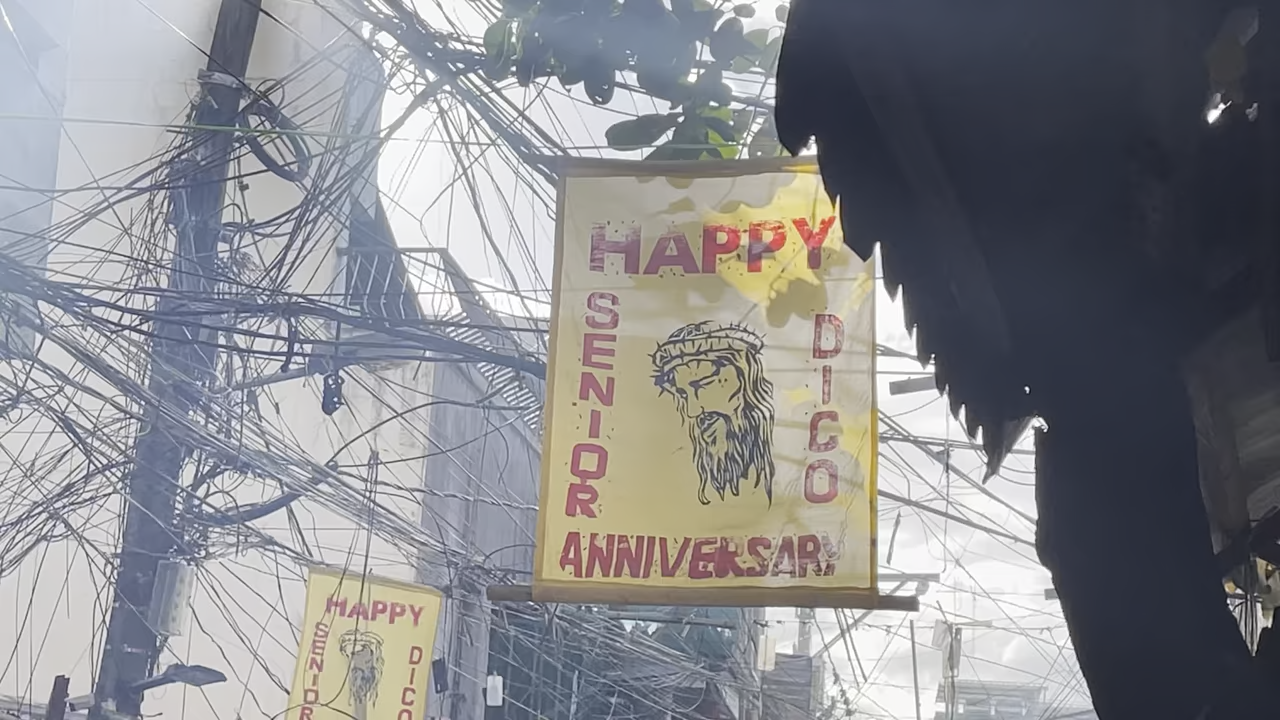 HAPPY
SENIOR
DICO
ANNIVERSARY
HAPPY
SENIOR
DICO